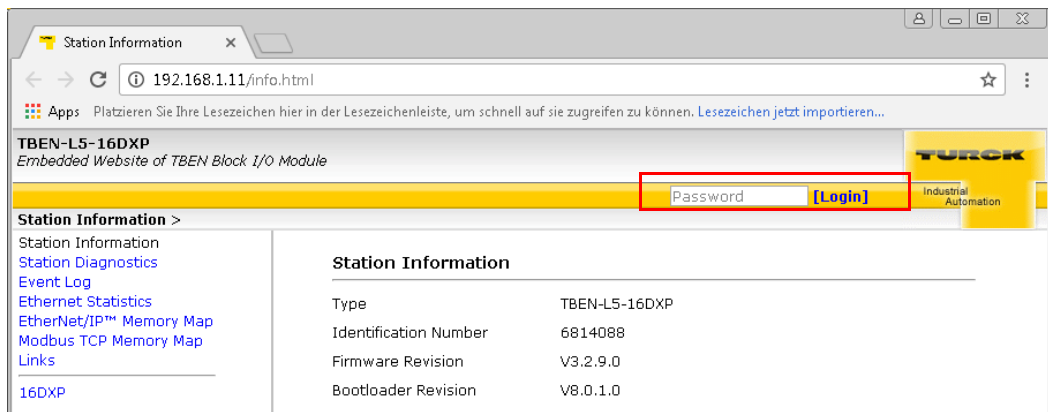 Station Information
192.168.1.11/info.html
Apps Platzieren Sie Ihre Lesezeichen hier in der Lesezeichenleiste, um schnell auf sie zugreifen zu können. Lesezeichen jetzt importieren...
TBEN-L5-16DXP
Embedded Website of TBEN Block I/O Module
TURCK
Industrial
Automation
Password [Login]
Station Information >
Station Information
Station Diagnostics
Event Log
Ethernet Statistics
EtherNet/IP™ Memory Map
Modbus TCP Memory Map
Links
16DXP
Station Information
Type TBEN-L5-16DXP
Identification Number 6814088
Firmware Revision V3.2.9.0
Bootloader Revision V8.0.1.0